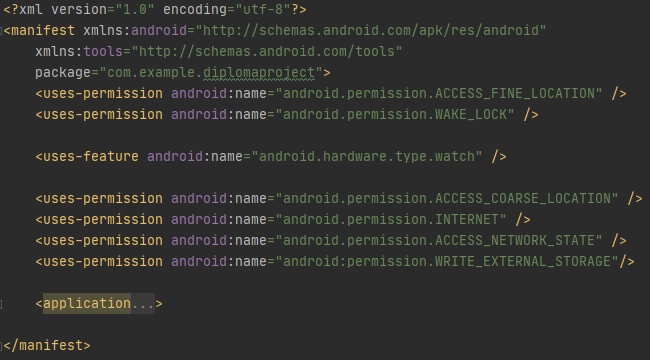 <?xml version="1.0" encoding="utf-8"?>
<manifest xmlns:android="http://schemas.android.com/apk/res/android"
    xmlns:tools="http://schemas.android.com/tools"
    package="com.example.diplomaproject">
    <uses-permission android:name="android.permission.ACCESS_FINE_LOCATION" />
    <uses-permission android:name="android.permission.WAKE_LOCK" />

    <uses-feature android:name="android.hardware.type.watch" />

    <uses-permission android:name="android.permission.ACCESS_COARSE_LOCATION" />
    <uses-permission android:name="android.permission.INTERNET" />
    <uses-permission android:name="android.permission.ACCESS_NETWORK_STATE" />
    <uses-permission android:name="android:permission.WRITE_EXTERNAL_STORAGE"/>

    <application...>

</manifest>